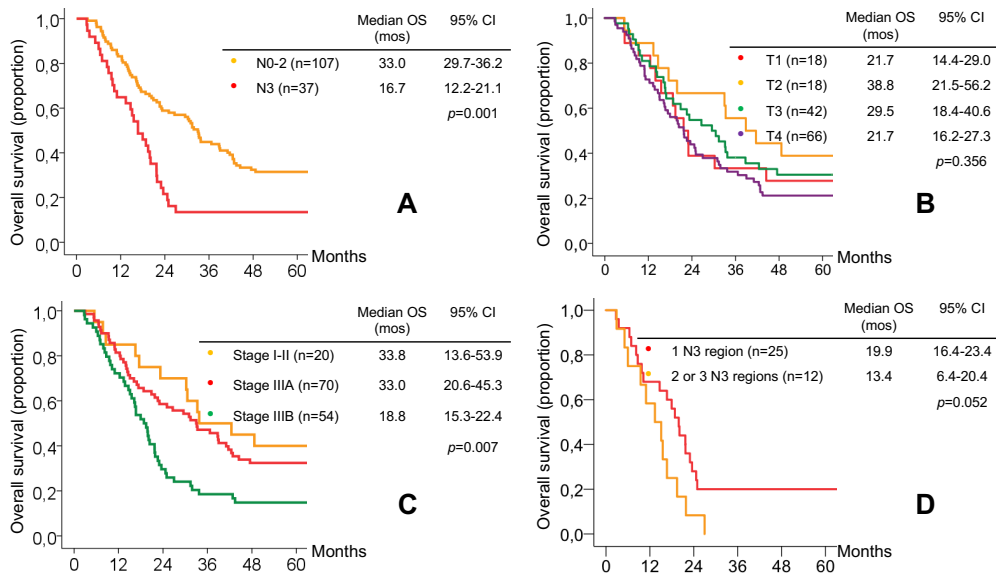 Overall survival (proportion)
1,0
0,8
0,6
0,4
0,2
0,0
0 12 24 36 48 60
Months
Median OS (mos) 95% CI
N0-2 (n=107) 33.0 29.7-36.2
N3 (n=37) 16.7 12.2-21.1
p=0.001
A
Overall survival (proportion)
1,0
0,8
0,6
0,4
0,2
0,0
0 12 24 36 48 60
Months
Median OS (mos) 95% CI
T1 (n=18) 21.7 14.4-29.0
T2 (n=18) 38.8 21.5-56.2
T3 (n=42) 29.5 18.4-40.6
T4 (n=66) 21.7 16.2-27.3
p=0.356
B
Overall survival (proportion)
1,0
0,8
0,6
0,4
0,2
0,0
0 12 24 36 48 60
Months
Median OS (mos) 95% CI
Stage I-II (n=20) 33.8 13.6-53.9
Stage IIIA (n=70) 33.0 20.6-45.3
Stage IIIB (n=54) 18.8 15.3-22.4
p=0.007
C
Overall survival (proportion)
1,0
0,8
0,6
0,4
0,2
0,0
0 12 24 36 48 60
Months
Median OS (mos) 95% CI
1 N3 region (n=25) 19.9 16.4-23.4
2 or 3 N3 regions (n=12) 13.4 6.4-20.4
p=0.052
D